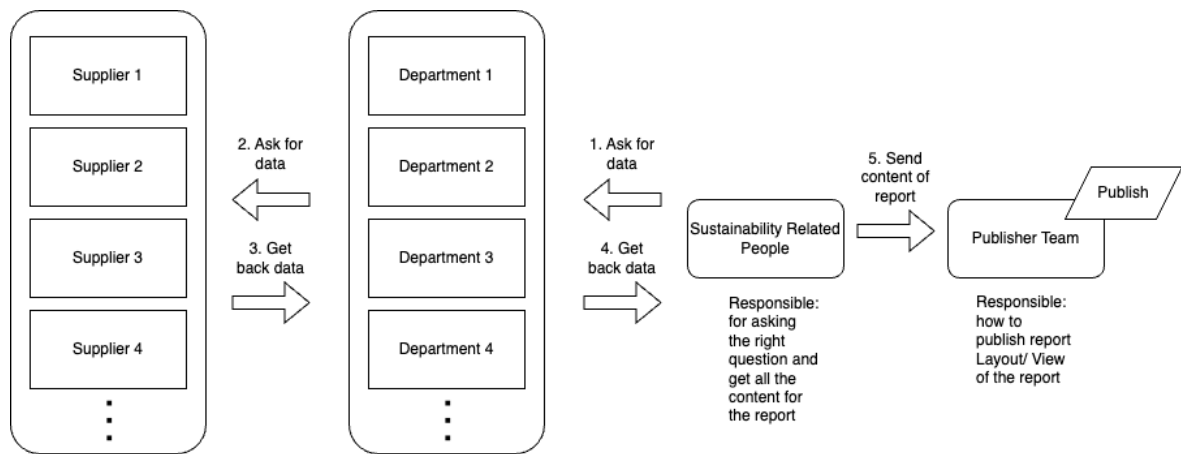 Supplier 1
Supplier 2
Supplier 3
Supplier 4
2. Ask for
data
3. Get
back data
Department 1
Department 2
Department 3
Department 4
1. Ask for
data
4. Get
back data
Sustainability Related
People
Responsible:
for asking
the right
question and
get all the
content for
the report
5. Send
content of
report
Publish
Publisher Team
Responsible:
how to
publish report
Layout/ View
of the report